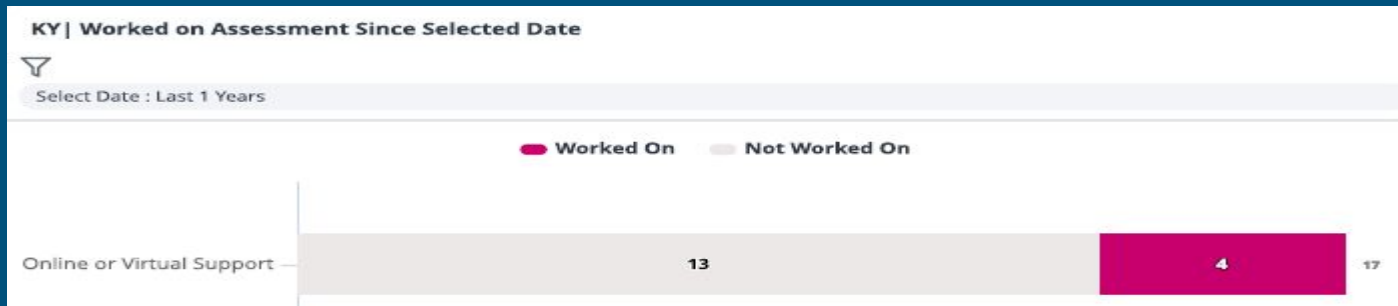 KY| Worked on Assessment Since Selected Date
Select Date : Last 1 Years
Worked On Not Worked On
Online or Virtual Support 13 4 17